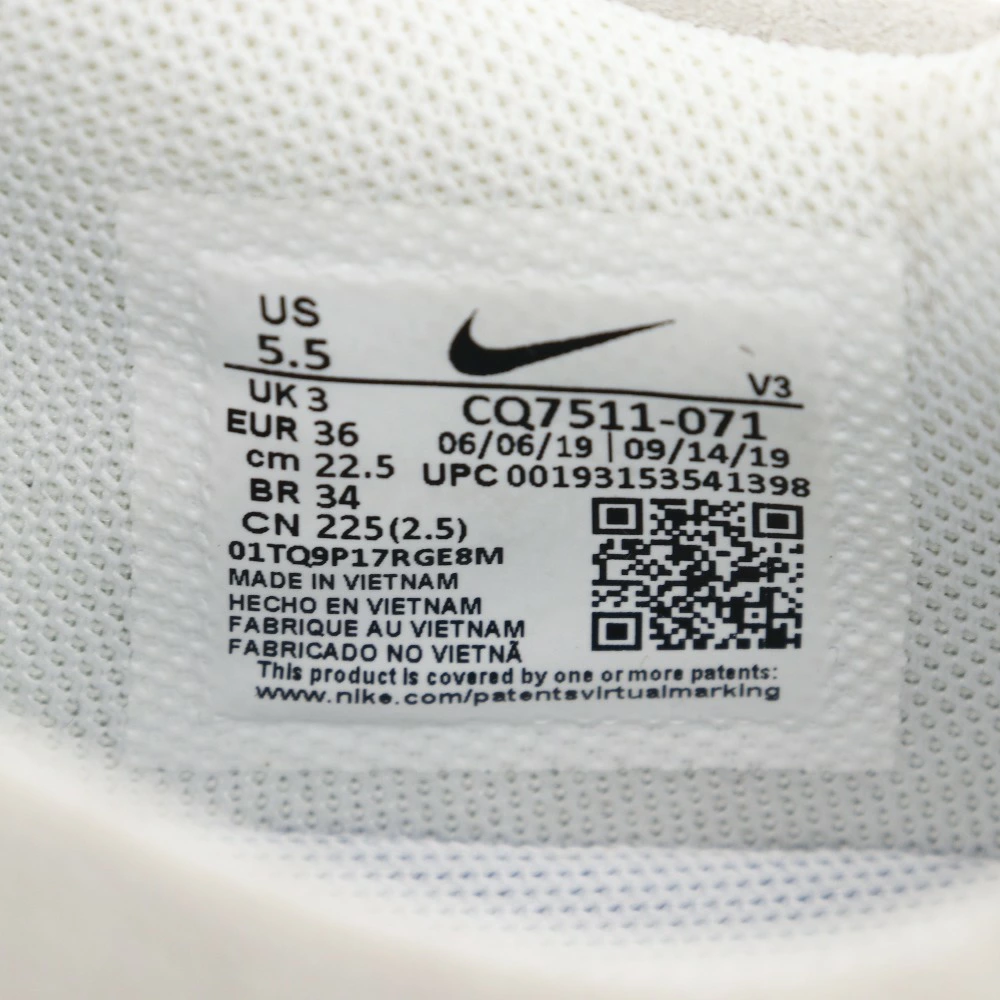 US
5.5
V3
UK 3
CQ7511-071
EUR 36
06/06/19 | 09/14/19
cm 22.5
UPC 00193153541398
BR 34
CN 225(2.5)
01TQ9P17RGE8M
MADE IN VIETNAM
HECHO EN VIETNAM
FABRIQUE AU VIETNAM
FABRICADO NO VIETNÃ
This product is covered by one or more patents:
www.nike.com/patentsvirtualmarking